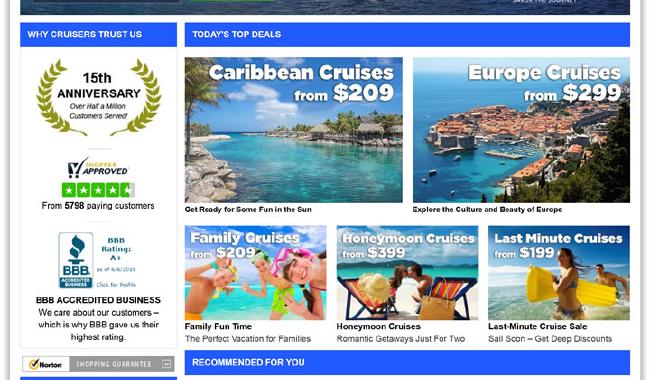 SAVOR THE JOURNEY
WHY CRUISERS TRUST US
15th
ANNIVERSARY
Over Half a Million
Customers Served!
SHOPPER
APPROVED
From 5798 paying customers
BBB
ACCREDITED
BUSINESS
BBB
Rating:
A+
as of 6/6/2018
Click for Profile
BBB ACCREDITED BUSINESS
We care about our customers –
which is why BBB gave us their
highest rating.
Norton
SHOPPING GUARANTEE
TODAY'S TOP DEALS
Caribbean Cruises
from $209
Get Ready for Some Fun in the Sun
Europe Cruises
from $299
Explore the Culture and Beauty of Europe
Family Cruises
from $209
Family Fun Time
The Perfect Vacation for Families
Honeymoon Cruises
from $399
Honeymoon Cruises
Romantic Getaways Just For Two
Last Minute Cruises
from $199
Last-Minute Cruise Sale
Sail Soon – Get Deep Discounts
RECOMMENDED FOR YOU